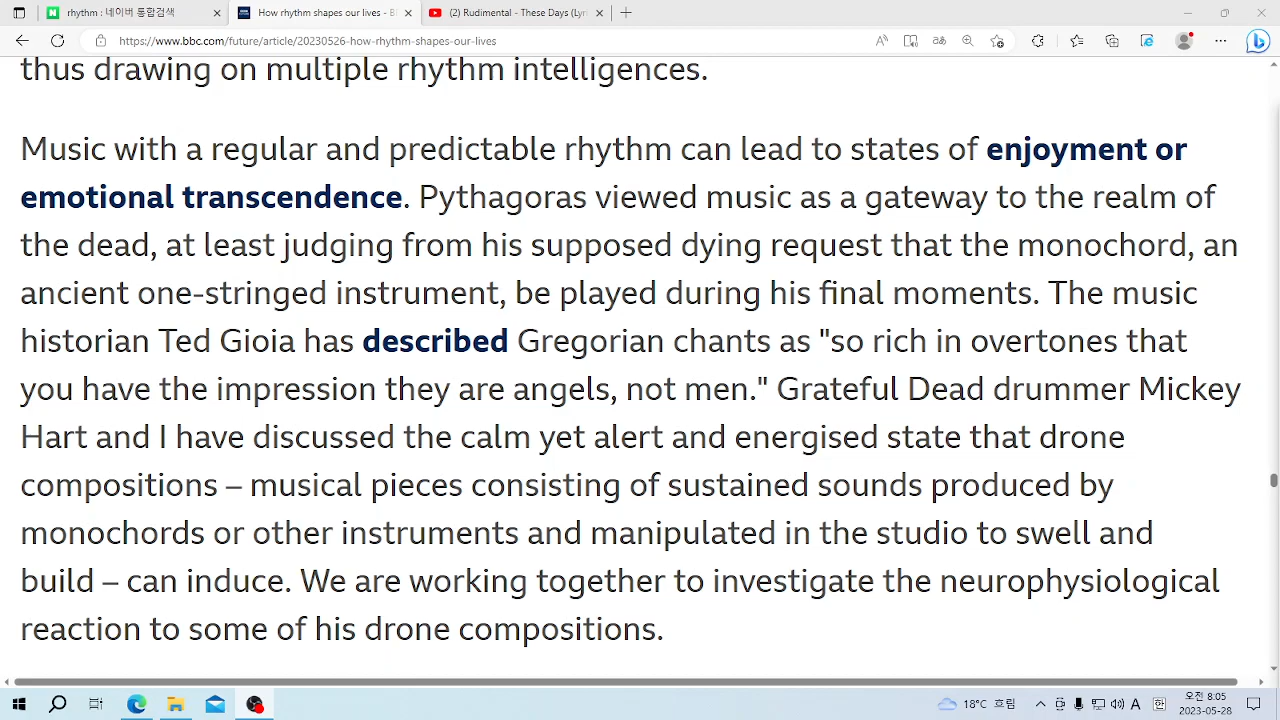 rhythm : 네이버 통합검색
How rhythm shapes our lives - B
(2) Rudimental - These Days (Lyri
https://www.bbc.com/future/article/20230526-how-rhythm-shapes-our-lives
thus drawing on multiple rhythm intelligences.
Music with a regular and predictable rhythm can lead to states of enjoyment or
emotional transcendence. Pythagoras viewed music as a gateway to the realm of
the dead, at least judging from his supposed dying request that the monochord, an
ancient one-stringed instrument, be played during his final moments. The music
historian Ted Gioia has described Gregorian chants as "so rich in overtones that
you have the impression they are angels, not men." Grateful Dead drummer Mickey
Hart and I have discussed the calm yet alert and energised state that drone
compositions – musical pieces consisting of sustained sounds produced by
monochords or other instruments and manipulated in the studio to swell and
build – can induce. We are working together to investigate the neurophysiological
reaction to some of his drone compositions.
18°C 흐림
A
오전 8:05
2023-05-28